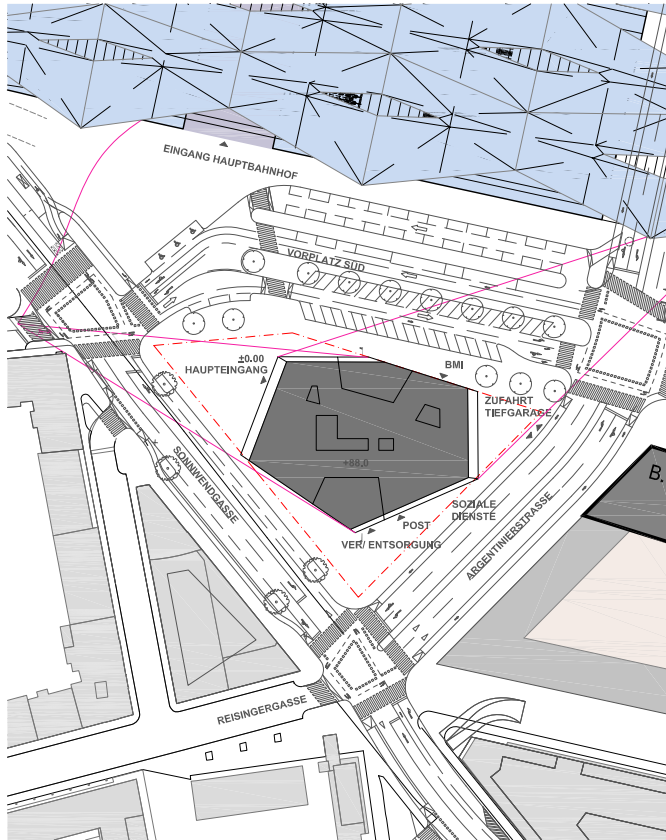 EINGANG HAUPTBAHNHOF
VORPLATZ SÜD
±0.00
HAUPTEINGANG
BMI
ZUFAHRT
TIEFGARAGE
+88,0
B.
SONNWENDGASSE
SOZIALE
DIENSTE
POST
VER/ ENTSORGUNG
ARGENTINIERSTRASSE
REISINGERGASSE